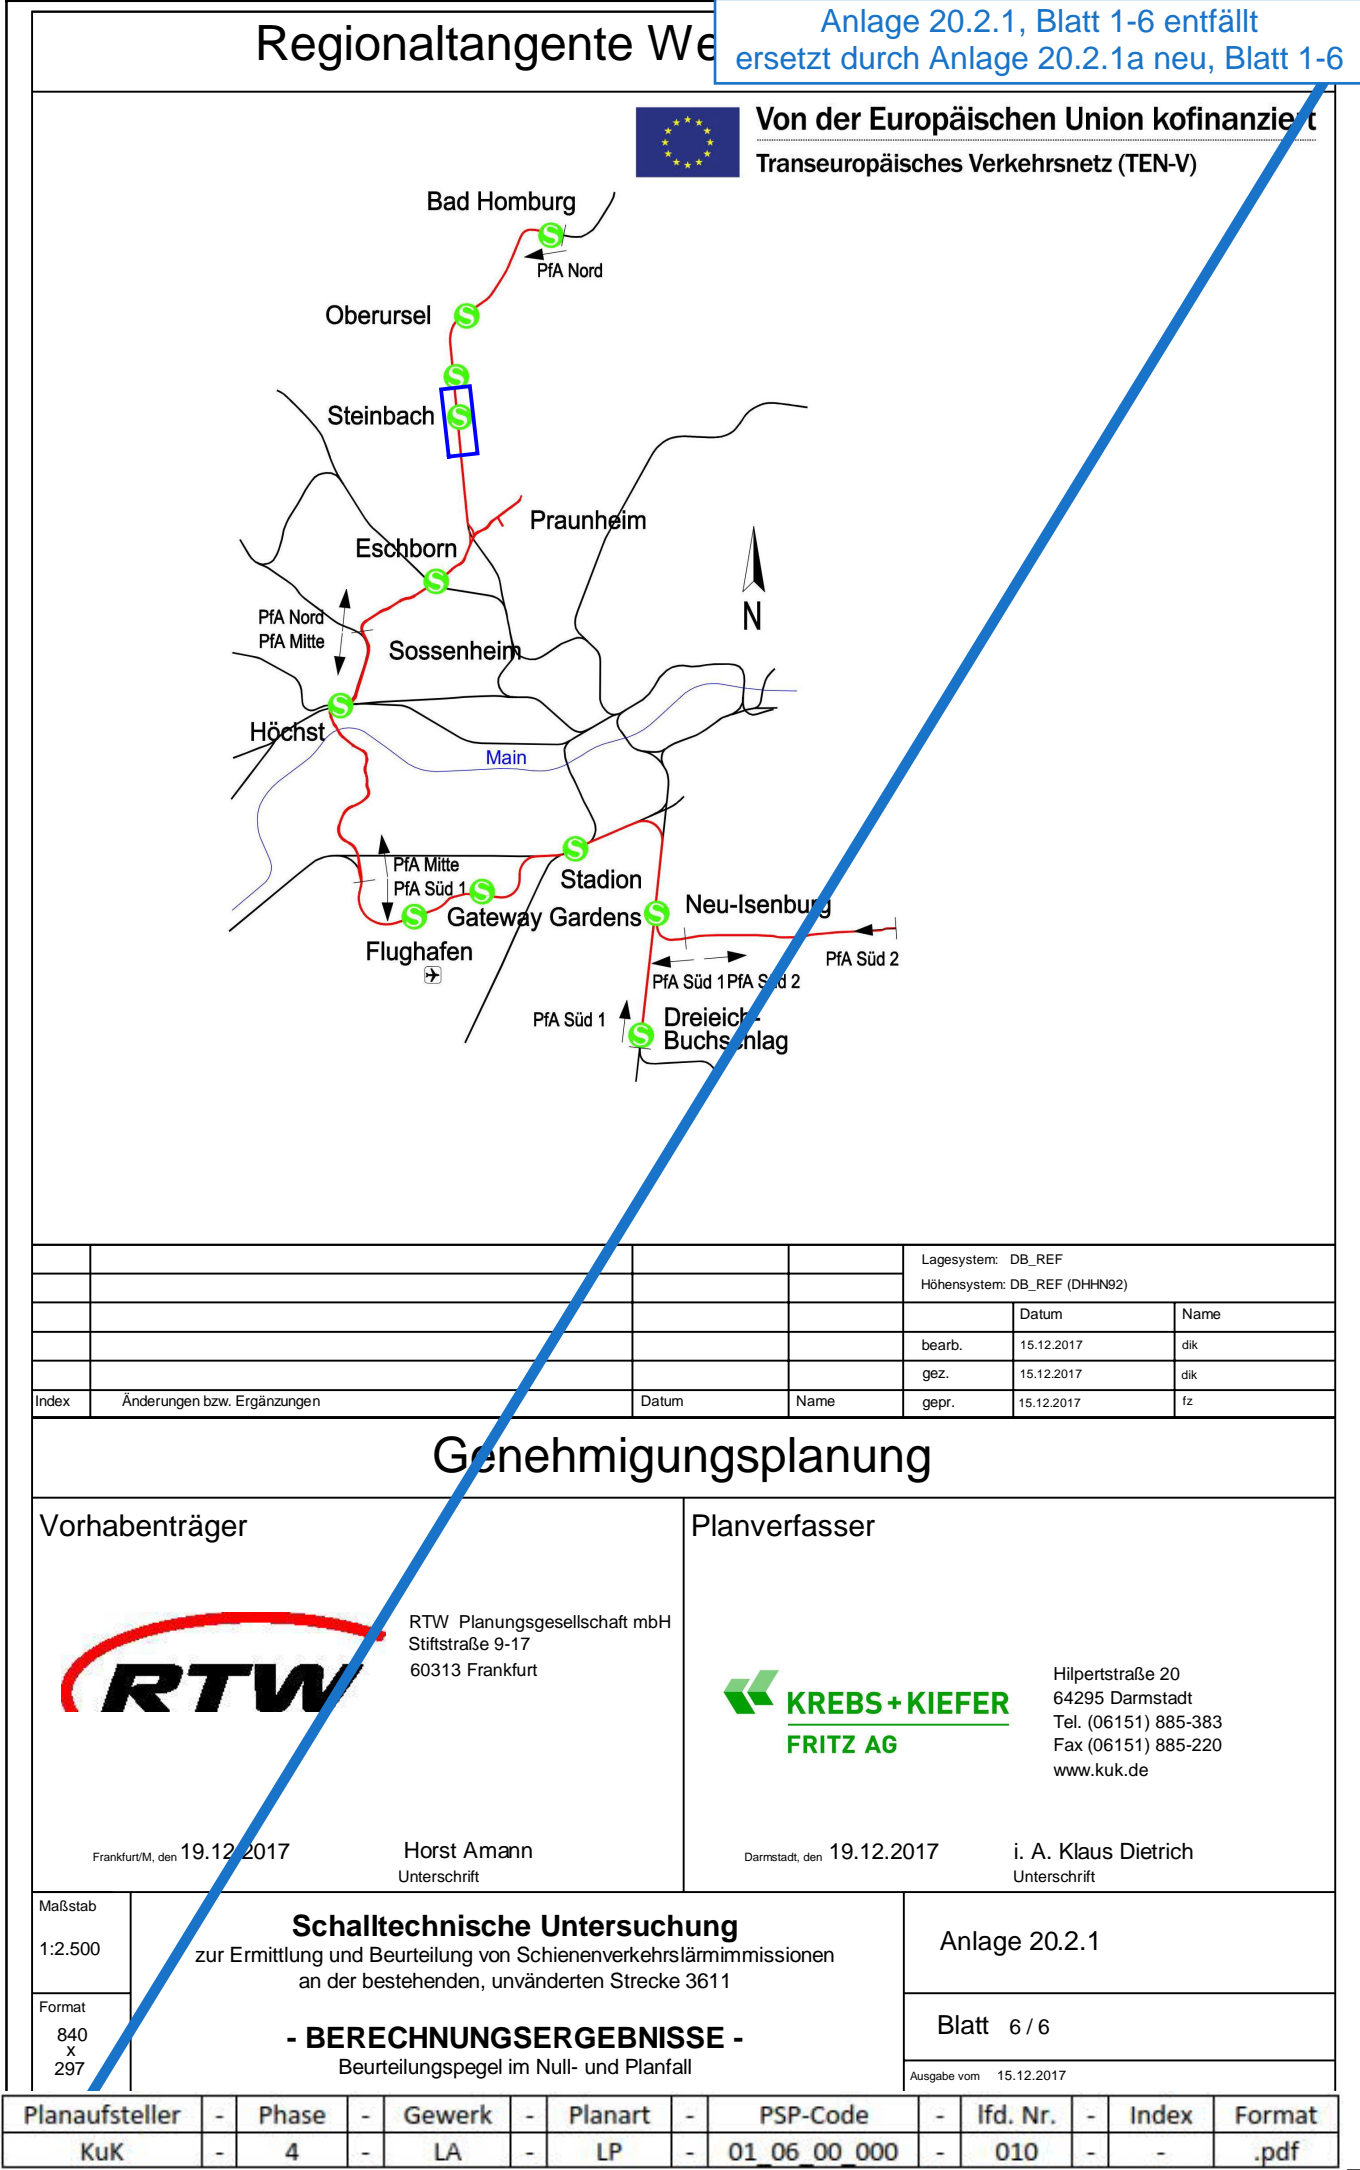 Anlage 20.2.1, Blatt 1-6 entfällt
ersetzt durch Anlage 20.2.1a neu, Blatt 1-6
Regionaltangente We
Von der Europäischen Union kofinanziert
Transeuropäisches Verkehrsnetz (TEN-V)
Bad Homburg
S
PfA Nord
Oberursel
S
S
Steinbach
S
Praunheim
Eschborn
S
N
PfA Nord
PfA Mitte
Sossenheim
S
Höchst
Main
PfA Mitte
PfA Süd 1
S
S
Stadion
Gateway Gardens
S
Neu-Isenburg
S
Flughafen
PfA Süd 2
PfA Süd 1
PfA Süd 2
PfA Süd 1
S
Dreieich-
Buchschlag
Lagesystem: DB_REF
Höhensystem: DB_REF (DHHN92)
Datum Name
bearb. 15.12.2017 dik
gez. 15.12.2017 dik
Index Änderungen bzw. Ergänzungen Datum Name gepr. 15.12.2017 fz
Genehmigungsplanung
Vorhabenträger
RTW
RTW Planungsgesellschaft mbH
Stiftstraße 9-17
60313 Frankfurt
Frankfurt/M, den 19.12.2017 Horst Amann
Unterschrift
Planverfasser
KREBS+KIEFER
FRITZ AG
Hilpertstraße 20
64295 Darmstadt
Tel. (06151) 885-383
Fax (06151) 885-220
www.kuk.de
Darmstadt, den 19.12.2017 i. A. Klaus Dietrich
Unterschrift
Maßstab
1:2.500
Format
840
x
297
Schalltechnische Untersuchung
zur Ermittlung und Beurteilung von Schienenverkehrslärmimmissionen
an der bestehenden, unvänderten Strecke 3611
- BERECHNUNGSERGEBNISSE -
Beurteilungspegel im Null- und Planfall
Anlage 20.2.1
Blatt 6 / 6
Ausgabe vom 15.12.2017
Planaufsteller - Phase - Gewerk - Planart - PSP-Code - lfd. Nr. - Index Format
KuK - 4 - LA - LP - 01_06_00_000 - 010 - - .pdf